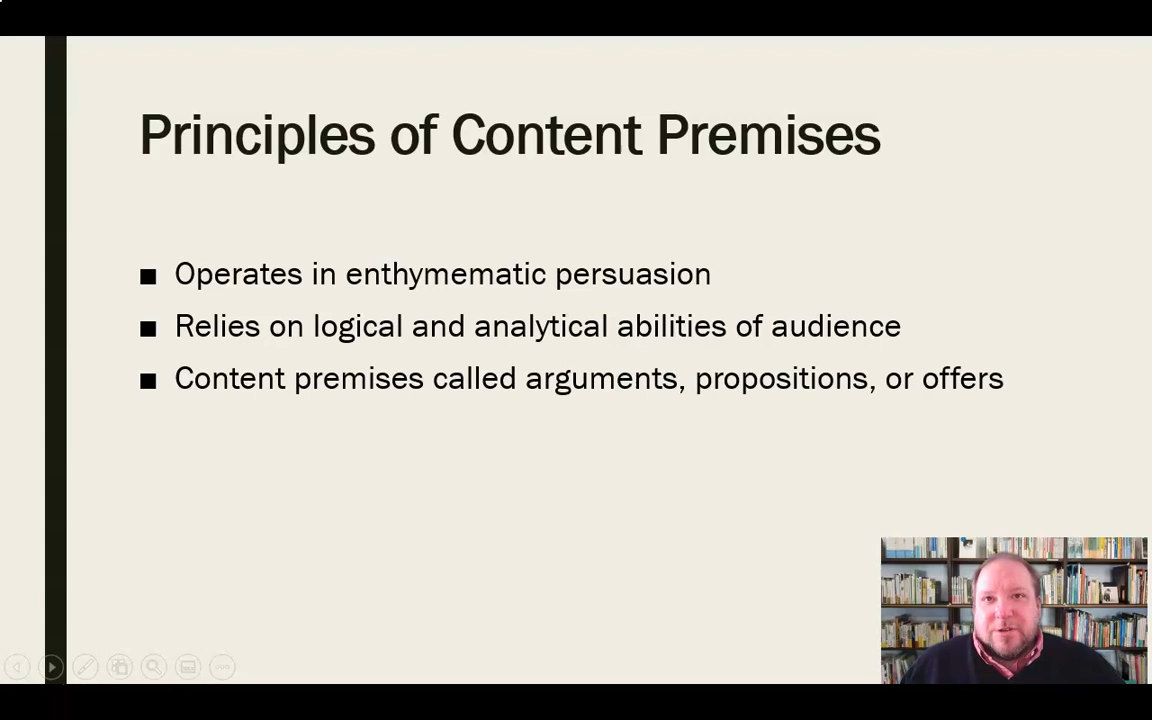 Principles of Content Premises
■ Operates in enthymematic persuasion
■ Relies on logical and analytical abilities of audience
■ Content premises called arguments, propositions, or offers